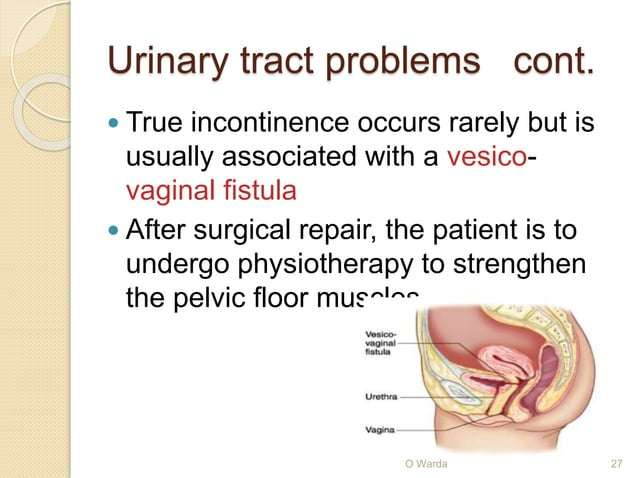 Urinary tract problems cont.
• True incontinence occurs rarely but is
usually associated with a vesico-
vaginal fistula
• After surgical repair, the patient is to
undergo physiotherapy to strengthen
the pelvic floor muscles
Vesico-
vaginal
fistula
Urethra
Vagina
O Warda
27